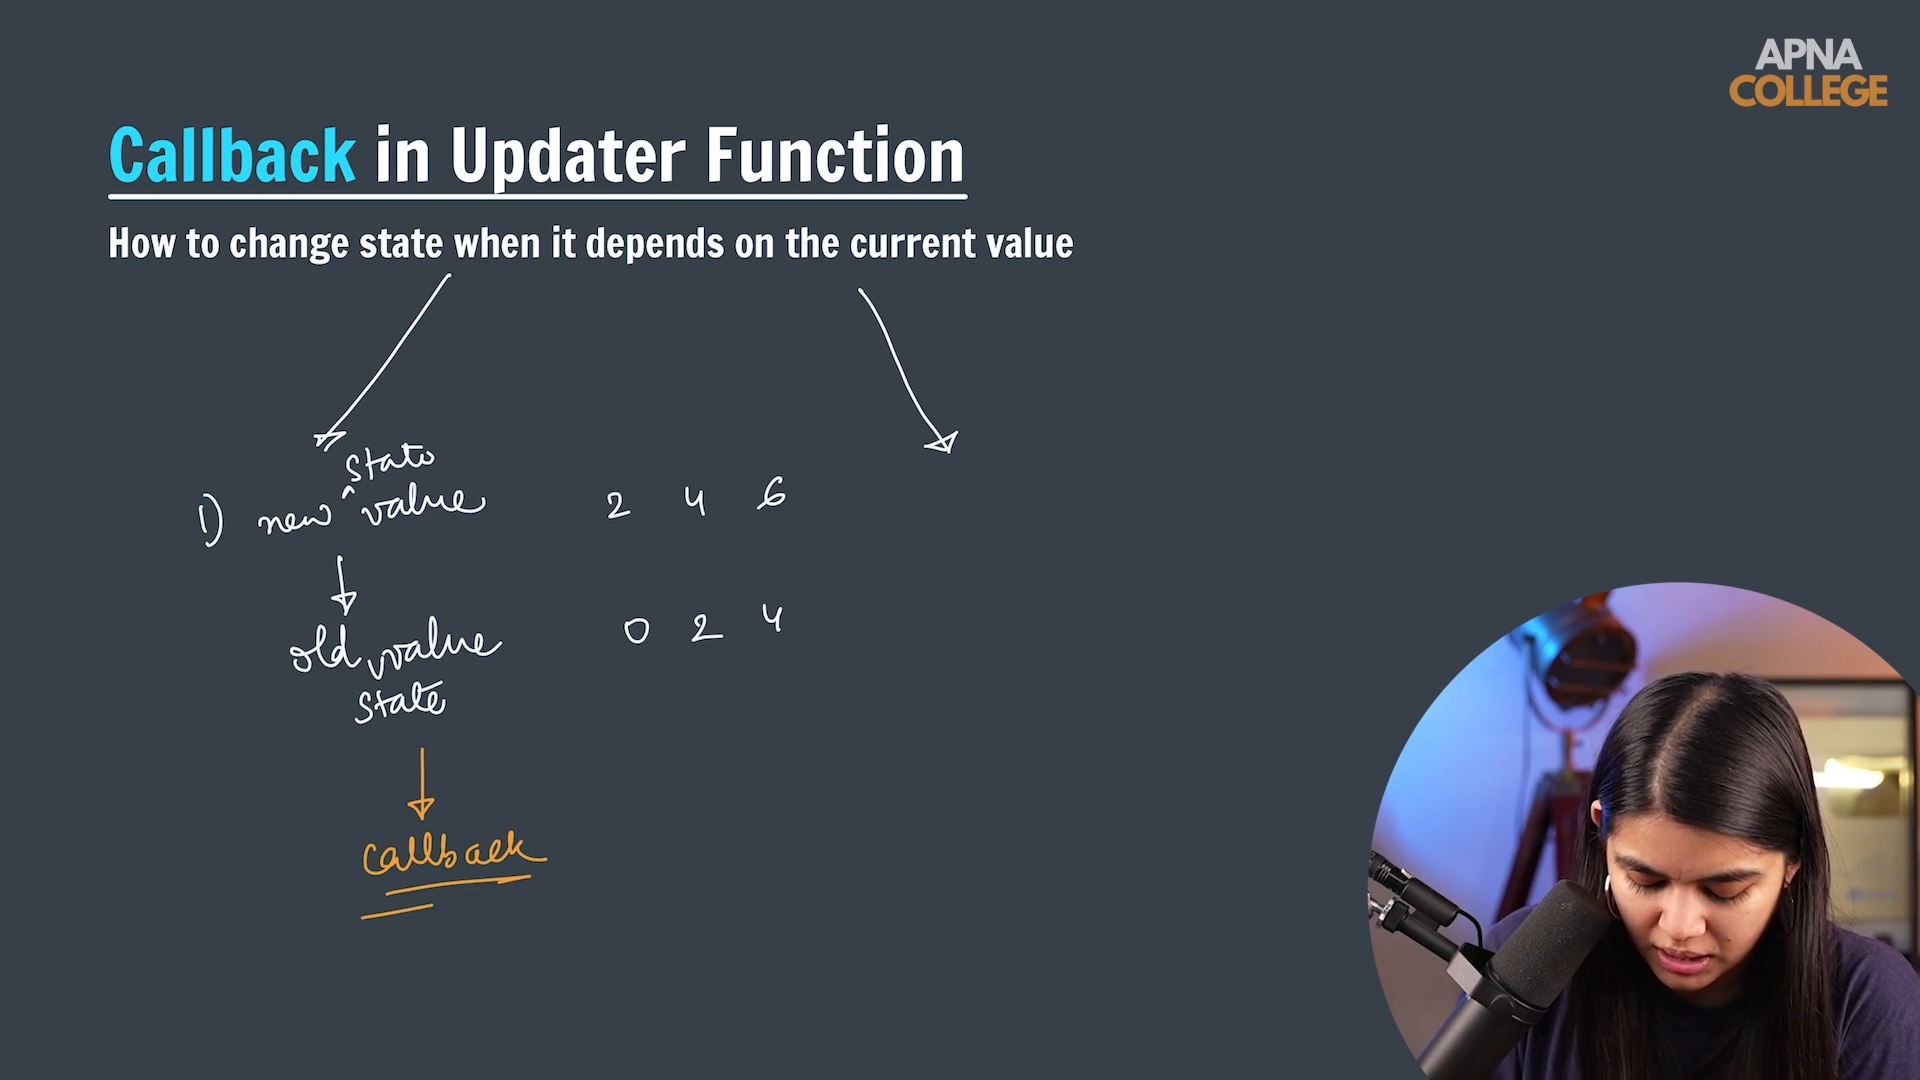 APNA
COLLEGE
Callback in Updater Function
How to change state when it depends on the current value
state
1) new ^ value 2 4 6
old value 0 2 4
state
callback